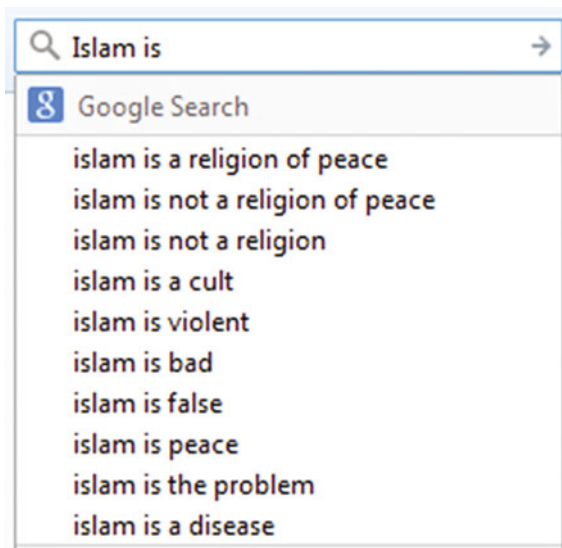 Islam is
Google Search
islam is a religion of peace
islam is not a religion of peace
islam is not a religion
islam is a cult
islam is violent
islam is bad
islam is false
islam is peace
islam is the problem
islam is a disease